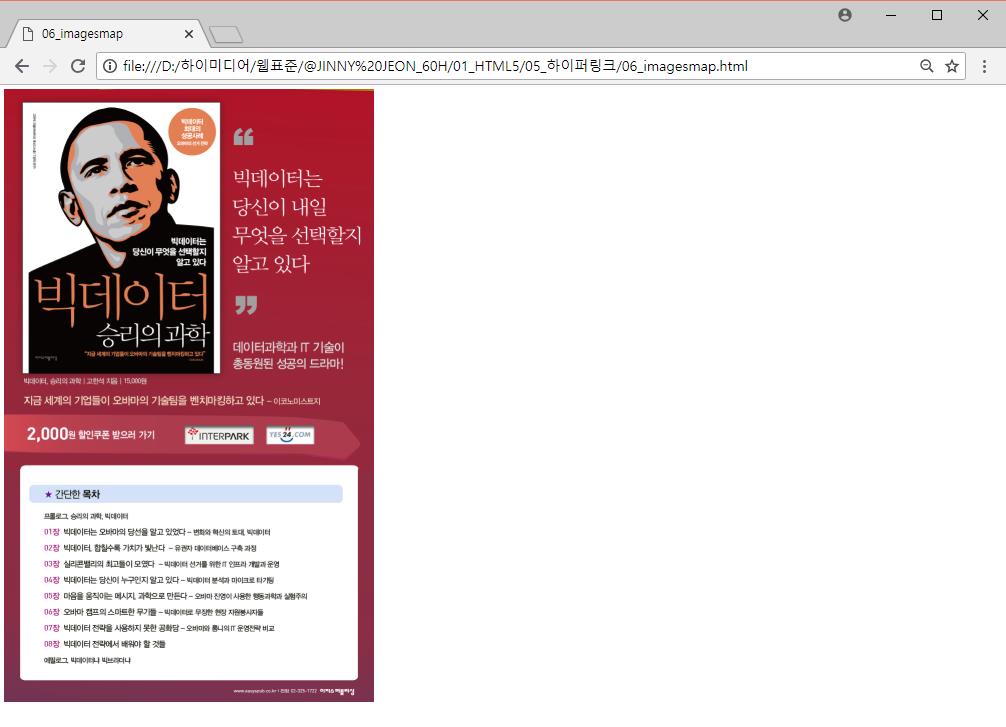 06_imagesmap
file:///D:/하이미디어/웹표준/@JINNY%20JEON_60H/01_HTML5/05_하이퍼링크/06_imagesmap.html
빅데이터
최대의
성공사례
오바마의 선거 전략
빅데이터는
당신이 무엇을 선택할지
알고 있다
빅데이터
승리의 과학
"지금 세계의 기업들이 오바마의 기술팀을 벤치마킹하고 있다"
이지스퍼블리싱
“
빅데이터는
당신이 내일
무엇을 선택할지
알고 있다
”
데이터과학과 IT 기술이
총동원된 성공의 드라마!
빅데이터, 승리의 과학 | 고한석 지음 | 15,000원
지금 세계의 기업들이 오바마의 기술팀을 벤치마킹하고 있다 – 이코노미스트지
2,000원 할인쿠폰 받으러 가기
INTERPARK
YES24.COM
★ 간단한 목차
프롤로그, 승리의 과학, 빅데이터
01장 빅데이터는 오바마의 당선을 알고 있었다 – 변화와 혁신의 토대, 빅데이터
02장 빅데이터, 합칠수록 가치가 빛난다 – 유권자 데이터베이스 구축 과정
03장 실리콘밸리의 최고들이 모였다 – 빅데이터 선거를 위한 IT 인프라 개발과 운영
04장 빅데이터는 당신이 누구인지 알고 있다 – 빅데이터 분석과 마이크로 타기팅
05장 마음을 움직이는 메시지, 과학으로 만든다 – 오바마 진영이 사용한 행동과학과 실험주의
06장 오바마 캠프의 스마트한 무기들 – 빅데이터로 무장한 현장 자원봉사자들
07장 빅데이터 전략을 사용하지 못한 공화당 – 오바마와 롬니의 IT 운영전략 비교
08장 빅데이터 전략에서 배워야 할 것들
에필로그, 빅데이터냐 빅브라더냐
www.easyspub.co.kr | 전화 02-325-1722 이지스퍼블리싱